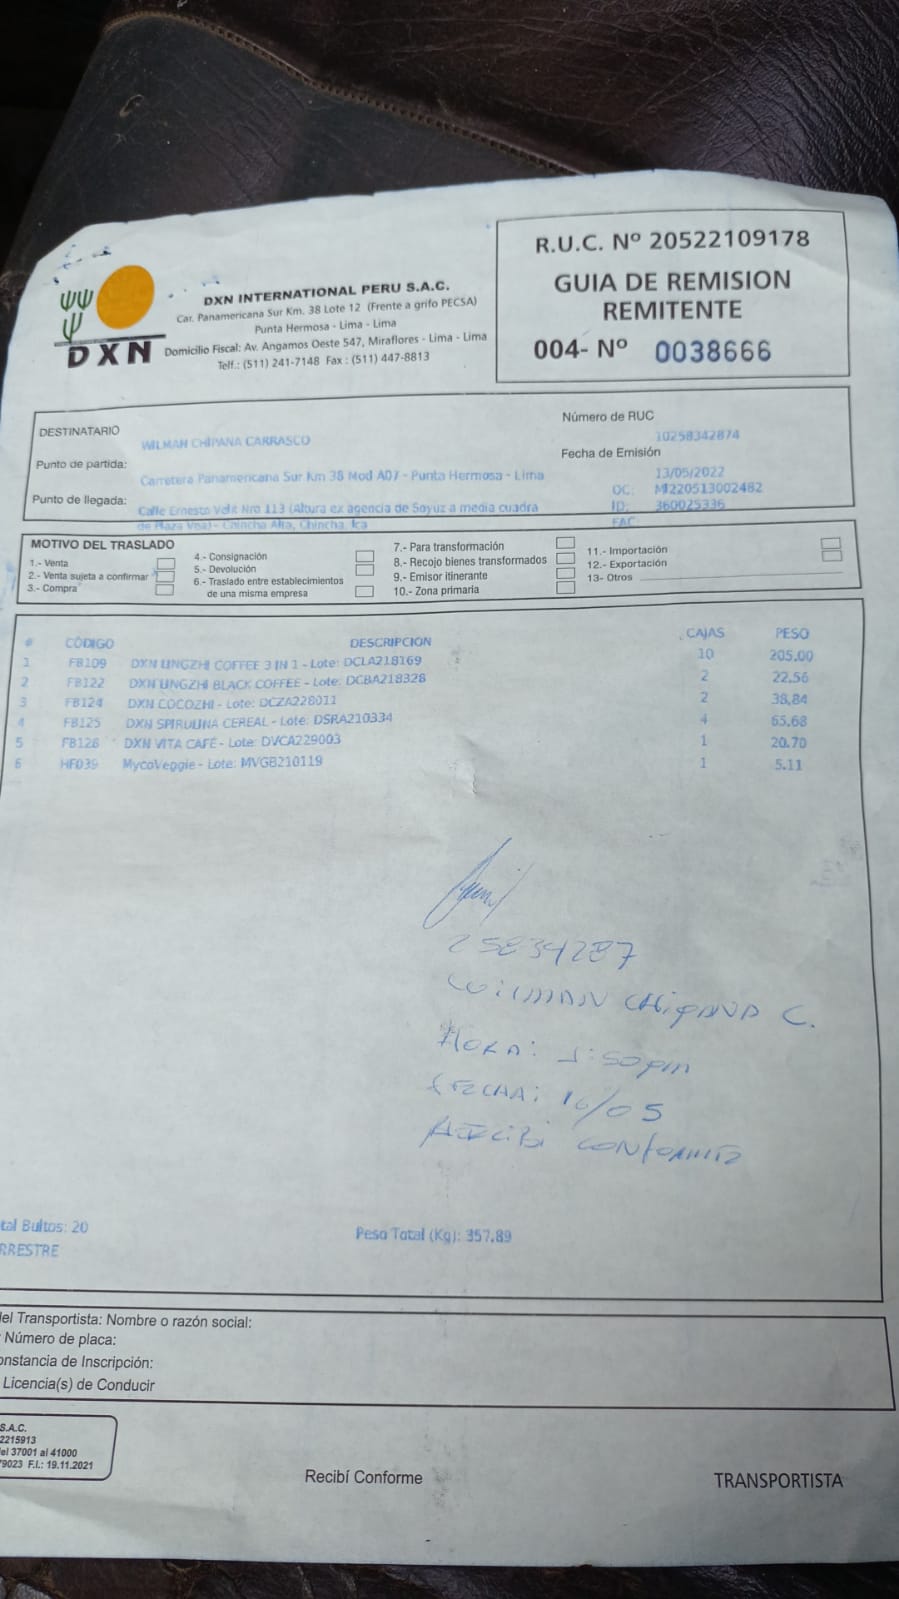 DXN
DXN INTERNATIONAL PERU S.A.C.
Car. Panamericana Sur Km. 38 Lote 12 (Frente a grifo PECSA)
Punta Hermosa - Lima - Lima
Domicilio Fiscal: Av. Angamos Oeste 547, Miraflores - Lima - Lima
Telf.: (511) 241-7148 Fax : (511) 447-8813
R.U.C. Nº 20522109178
GUIA DE REMISION
REMITENTE
004- Nº 0038666
DESTINATARIO
WILMAN CHIPANA CARRASCO
Número de RUC
10258342874
Punto de partida:
Carretera Panamericana Sur Km 38 Mod A07 - Punta Hermosa - Lima
Fecha de Emisión
13/05/2022
Punto de llegada:
Calle Ernesto Velit Nro 113 (Altura ex agencia de Soyuz a media cuadra
de Plaza Vea)- Chincha Alta, Chincha, Ica
OC: MI220513002482
ID: 360025336
FAC:
MOTIVO DEL TRASLADO
1.- Venta
2.- Venta sujeta a confirmar
3.- Compra
4.- Consignación
5.- Devolución
6.- Traslado entre establecimientos
de una misma empresa
7.- Para transformación
8.- Recojo bienes transformados
9.- Emisor itinerante
10.- Zona primaria
11.- Importación
12.- Exportación
13- Otros
# CÓDIGO DESCRIPCION CAJAS PESO
1 FB109 DXN LINGZHI COFFEE 3 IN 1 - Lote: DCLA218169 10 205.00
2 FB122 DXN LINGZHI BLACK COFFEE - Lote: DCBA218328 2 22.56
3 FB124 DXN COCOZHI - Lote: DCZA228011 2 38.84
4 FB125 DXN SPIRULINA CEREAL - Lote: DSRA210334 4 65.68
5 FB128 DXN VITA CAFÉ - Lote: DVCA229003 1 20.70
6 HF039 MycoVeggie - Lote: MVGB210119 1 5.11
25834287
WILMAN CHIPANA C.
HORA: 1:50pm
FECHA: 16/05
RECIBI CONFORME
tal Bultos: 20
Peso Total (Kg): 357.89
RRESTRE
del Transportista: Nombre o razón social:
Número de placa:
onstancia de Inscripción:
Licencia(s) de Conducir
S.A.C.
2215913
el 37001 al 41000
79023 F.I.: 19.11.2021
Recibí Conforme
TRANSPORTISTA